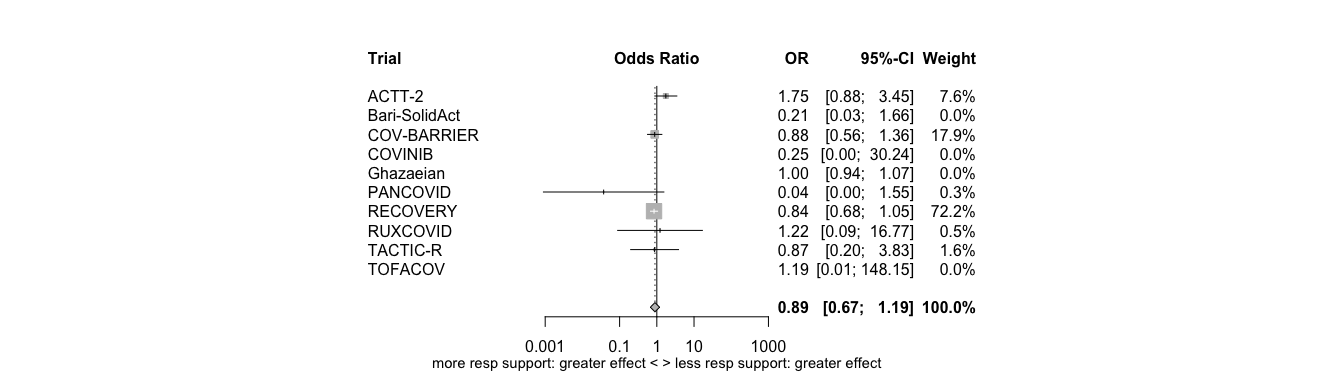 Trial Odds Ratio OR 95%-CI Weight
ACTT-2 1.75 [0.88; 3.45] 7.6%
Bari-SolidAct 0.21 [0.03; 1.66] 0.0%
COV-BARRIER 0.88 [0.56; 1.36] 17.9%
COVINIB 0.25 [0.00; 30.24] 0.0%
Ghazaeian 1.00 [0.94; 1.07] 0.0%
PANCOVID 0.04 [0.00; 1.55] 0.3%
RECOVERY 0.84 [0.68; 1.05] 72.2%
RUXCOVID 1.22 [0.09; 16.77] 0.5%
TACTIC-R 0.87 [0.20; 3.83] 1.6%
TOFACOV 1.19 [0.01; 148.15] 0.0%
0.89 [0.67; 1.19] 100.0%
0.001 0.1 1 10 1000
more resp support: greater effect < > less resp support: greater effect